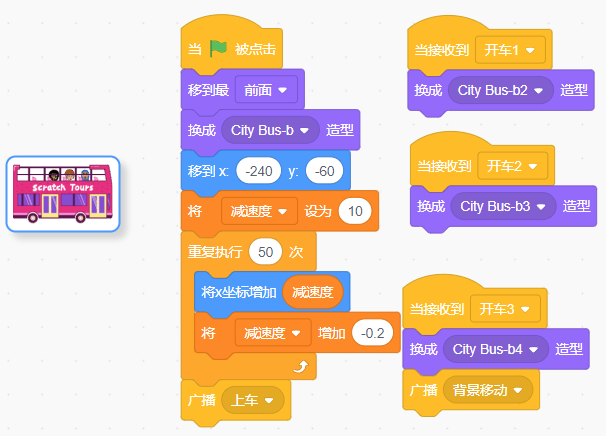 当 被点击
移到最 前面
换成 City Bus-b 造型
移到 x: -240 y: -60
将 减速度 设为 10
重复执行 50 次
将x坐标增加 减速度
将 减速度 增加 -0.2
广播 上车
当接收到 开车1
换成 City Bus-b2 造型
当接收到 开车2
换成 City Bus-b3 造型
当接收到 开车3
换成 City Bus-b4 造型
广播 背景移动
Scratch Tours